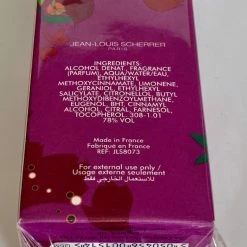 JEAN-LOUIS SCHERRER
PARIS
INGREDIENTS
ALCOHOL DENAT., FRAGRANCE
(PARFUM), AQUA/WATER/EAU,
ETHYLHEXYL
METHOXYCINNAMATE, LIMONENE,
GERANIOL, ETHYLHEXYL
SALICYLATE, CITRONELLOL, BUTYL
METHOXYDIBENZOYLMETHANE,
EUGENOL, BHT, CINNAMYL
ALCOHOL, CITRAL, FARNESOL,
TOCOPHEROL. 308-1.01
78% VOL
Made in France
Fabriqué en France
REF: JLS8073
For external use only /
Usage externe seulement
للاستعمال الخارجي فقط